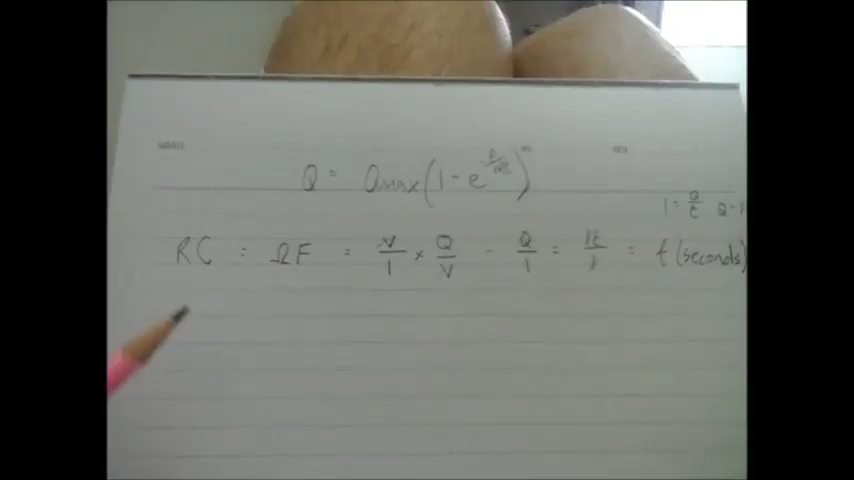 Q = Qmax(1 - e^-t/RC)
I = Q/t Q = I
RC = ΩF = V/I × Q/V = Q/I = It/I = t (seconds)